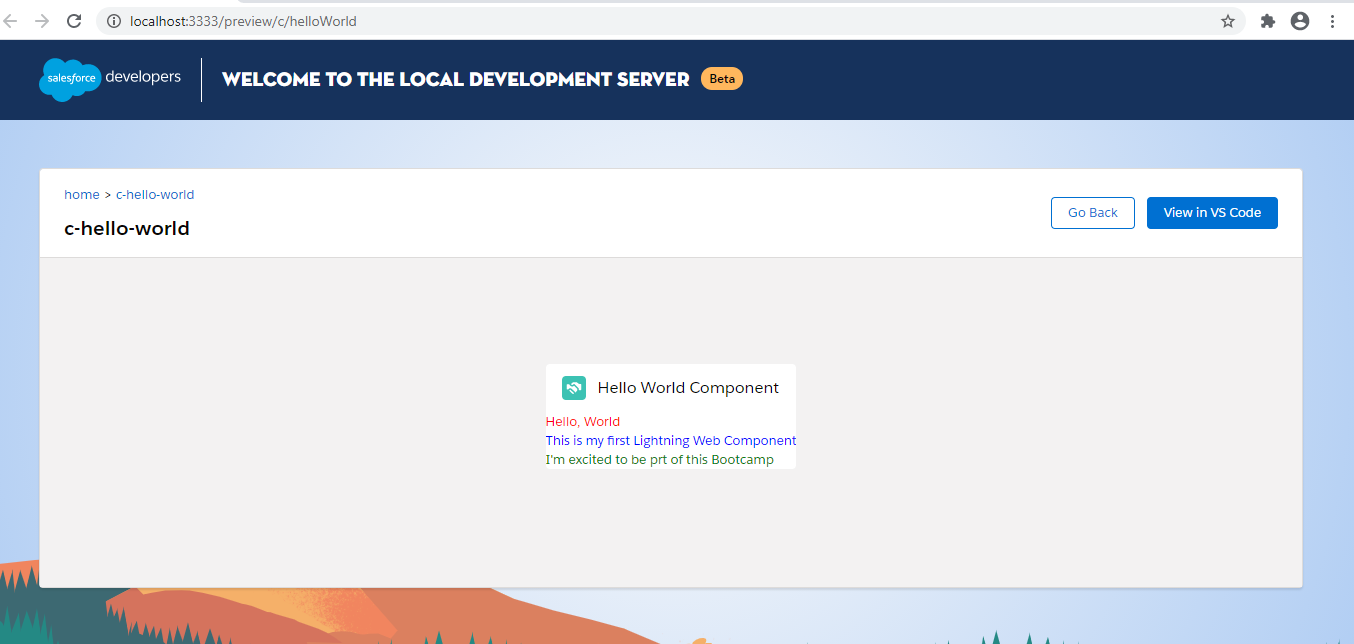 localhost:3333/preview/c/helloWorld
salesforce developers WELCOME TO THE LOCAL DEVELOPMENT SERVER Beta
home > c-hello-world
c-hello-world
Go Back View in VS Code
Hello World Component
Hello, World
This is my first Lightning Web Component
I'm excited to be prt of this Bootcamp